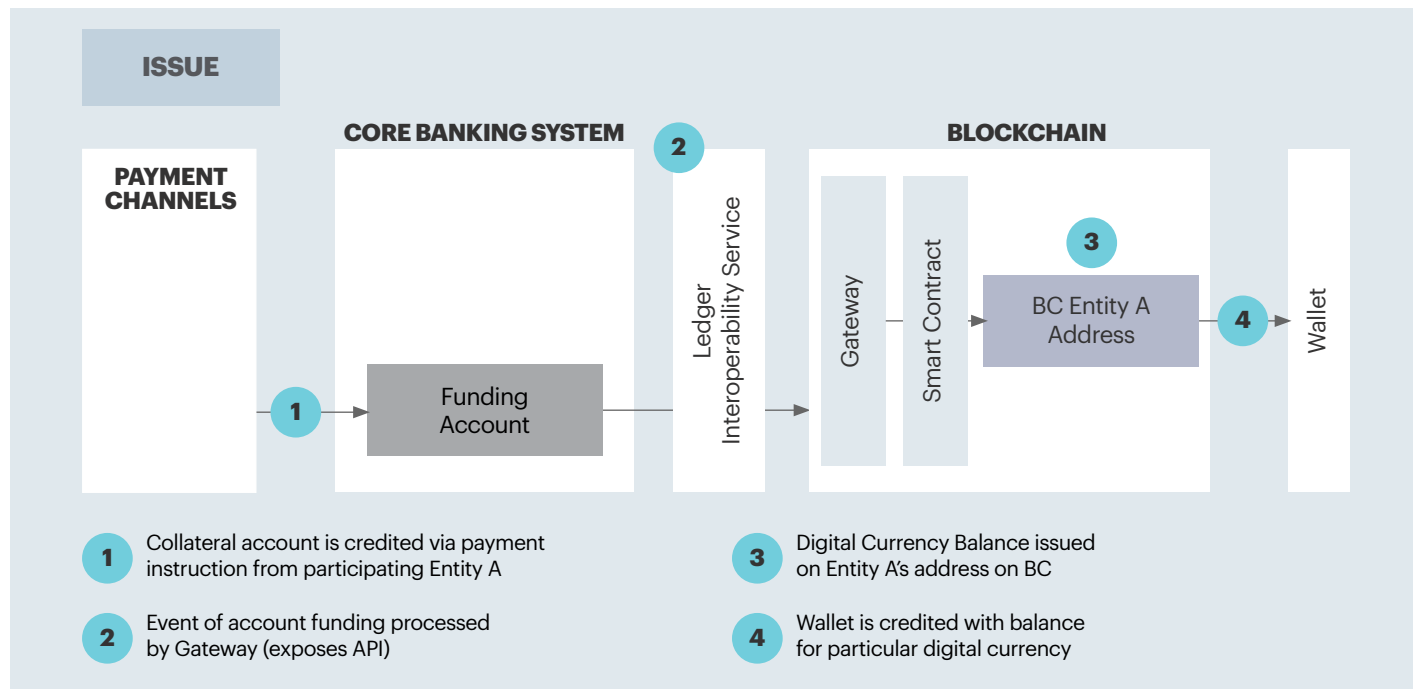 ISSUE
CORE BANKING SYSTEM
2
BLOCKCHAIN
PAYMENT
CHANNELS
Ledger
Interoperability Service
Gateway
Smart Contract
3
BC Entity A
Address
4
Wallet
1
Funding
Account
1
Collateral account is credited via payment
instruction from participating Entity A
2
Event of account funding processed
by Gateway (exposes API)
3
Digital Currency Balance issued
on Entity A's address on BC
4
Wallet is credited with balance
for particular digital currency